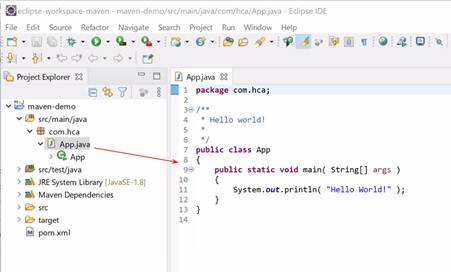 eclipse-workspace-maven - maven-demo/src/main/java/com/hca/App.java - Eclipse IDE
File Edit Source Refactor Navigate Search Project Run Window Help
Project Explorer
maven-demo
src/main/java
com.hca
App.java
App
src/test/java
JRE System Library [JavaSE-1.8]
Maven Dependencies
src
target
pom.xml
App.java
1 package com.hca;
2
3 /**
4 * Hello world!
5 *
6 */
7 public class App
8 {
9 public static void main( String[] args )
10 {
11 System.out.println( "Hello World!" );
12 }
13 }
14